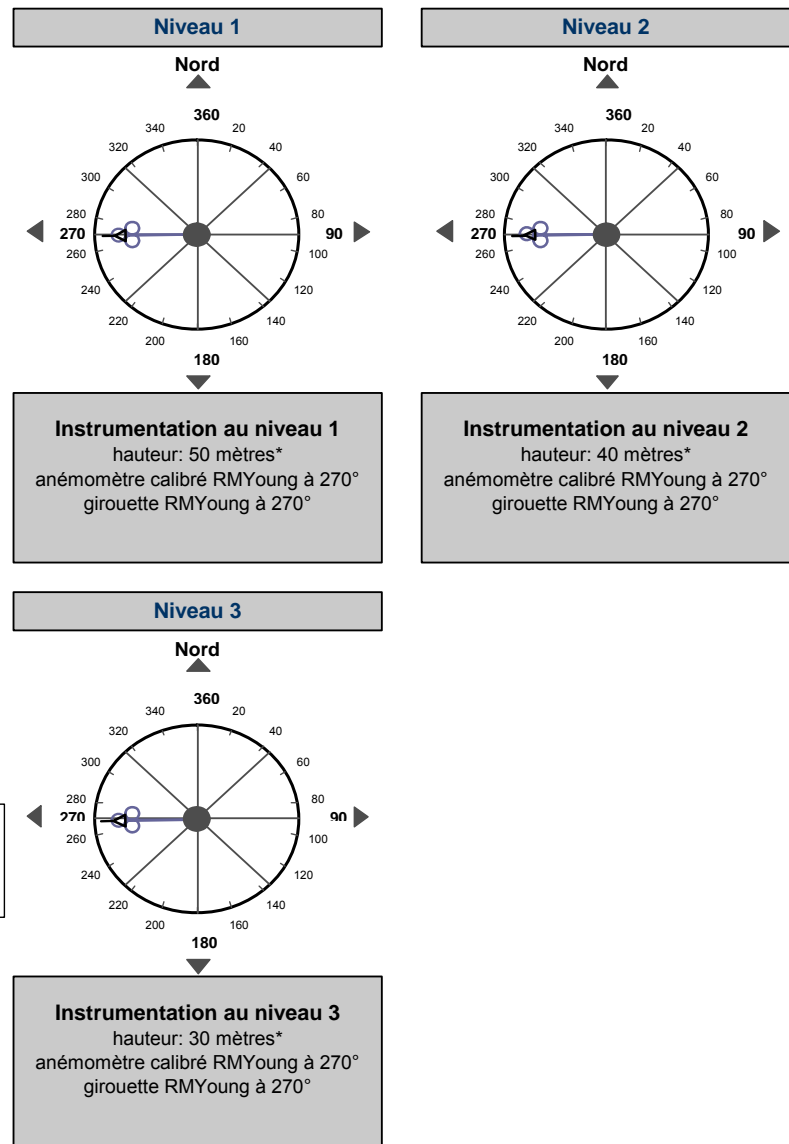 Niveau 1
Nord
360
340 20
320 40
300 60
280 80
270 90
260 100
240 120
220 140
200 160
180
Instrumentation au niveau 1
hauteur: 50 mètres*
anémomètre calibré RMYoung à 270°
girouette RMYoung à 270°
Niveau 2
Nord
360
340 20
320 40
300 60
280 80
270 90
260 100
240 120
220 140
200 160
180
Instrumentation au niveau 2
hauteur: 40 mètres*
anémomètre calibré RMYoung à 270°
girouette RMYoung à 270°
Niveau 3
Nord
360
340 20
320 40
300 60
280 80
270 90
260 100
240 120
220 140
200 160
180
Instrumentation au niveau 3
hauteur: 30 mètres*
anémomètre calibré RMYoung à 270°
girouette RMYoung à 270°